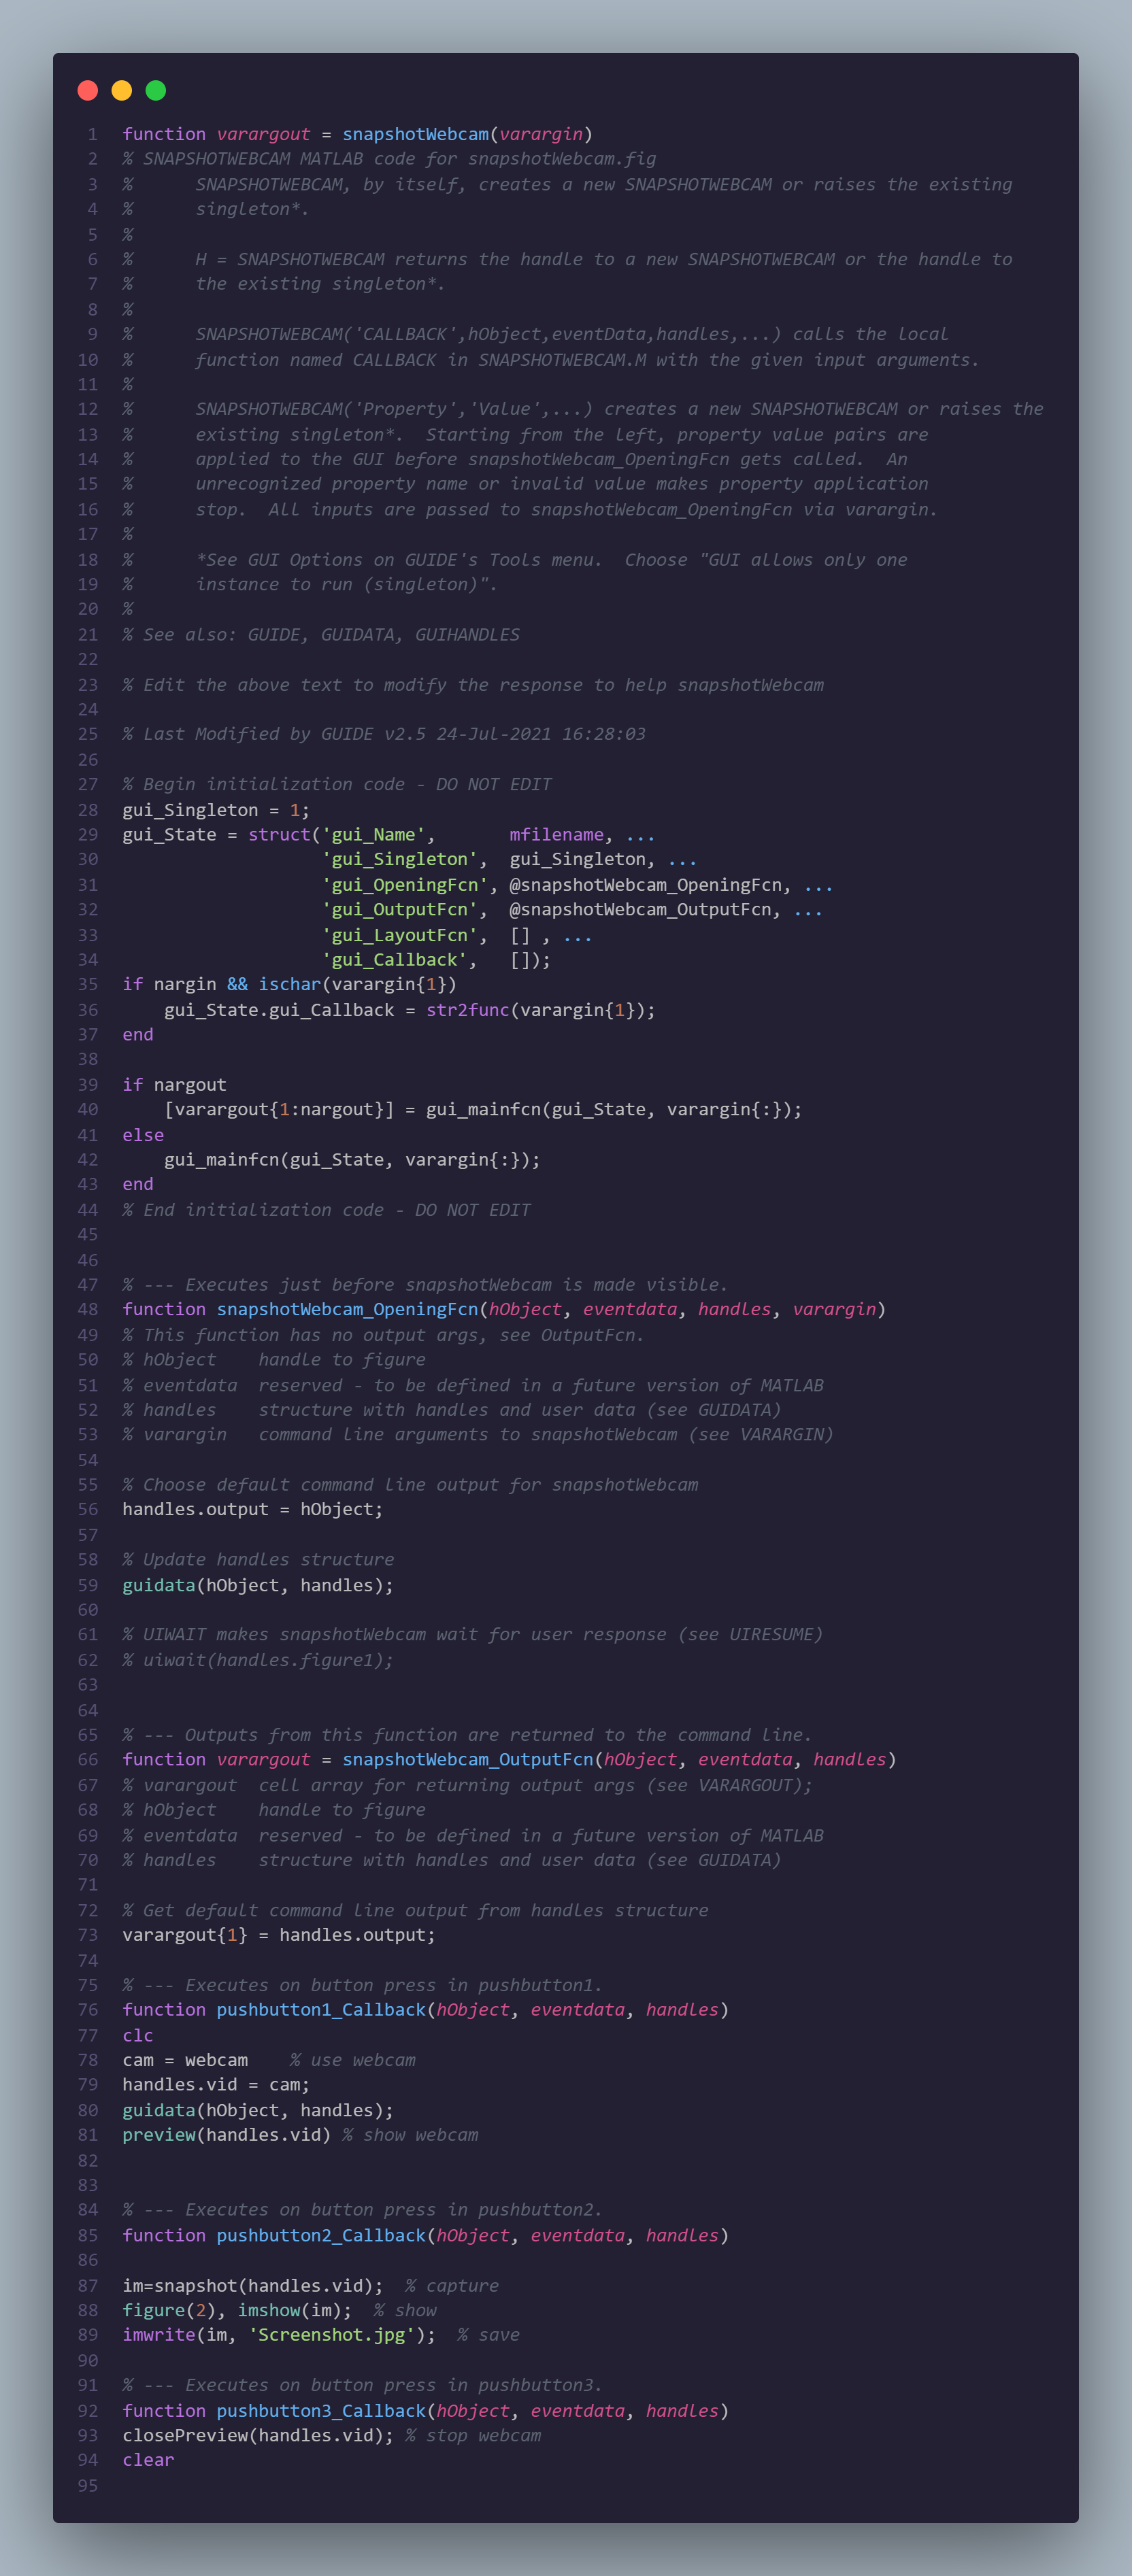 1 function varargout = snapshotWebcam(varargin)
2 % SNAPSHOTWEBCAM MATLAB code for snapshotWebcam.fig
3 %      SNAPSHOTWEBCAM, by itself, creates a new SNAPSHOTWEBCAM or raises the existing
4 %      singleton*.
5 %
6 %      H = SNAPSHOTWEBCAM returns the handle to a new SNAPSHOTWEBCAM or the handle to
7 %      the existing singleton*.
8 %
9 %      SNAPSHOTWEBCAM('CALLBACK',hObject,eventData,handles,...) calls the local
10 %      function named CALLBACK in SNAPSHOTWEBCAM.M with the given input arguments.
11 %
12 %      SNAPSHOTWEBCAM('Property','Value',...) creates a new SNAPSHOTWEBCAM or raises the
13 %      existing singleton*.  Starting from the left, property value pairs are
14 %      applied to the GUI before snapshotWebcam_OpeningFcn gets called.  An
15 %      unrecognized property name or invalid value makes property application
16 %      stop.  All inputs are passed to snapshotWebcam_OpeningFcn via varargin.
17 %
18 %      *See GUI Options on GUIDE's Tools menu.  Choose "GUI allows only one
19 %      instance to run (singleton)".
20 %
21 % See also: GUIDE, GUIDATA, GUIHANDLES
22
23 % Edit the above text to modify the response to help snapshotWebcam
24
25 % Last Modified by GUIDE v2.5 24-Jul-2021 16:28:03
26
27 % Begin initialization code - DO NOT EDIT
28 gui_Singleton = 1;
29 gui_State = struct('gui_Name',       mfilename, ...
30                    'gui_Singleton',  gui_Singleton, ...
31                    'gui_OpeningFcn', @snapshotWebcam_OpeningFcn, ...
32                    'gui_OutputFcn',  @snapshotWebcam_OutputFcn, ...
33                    'gui_LayoutFcn',  [] , ...
34                    'gui_Callback',   []);
35 if nargin && ischar(varargin{1})
36     gui_State.gui_Callback = str2func(varargin{1});
37 end
38
39 if nargout
40     [varargout{1:nargout}] = gui_mainfcn(gui_State, varargin{:});
41 else
42     gui_mainfcn(gui_State, varargin{:});
43 end
44 % End initialization code - DO NOT EDIT
45
46
47 % --- Executes just before snapshotWebcam is made visible.
48 function snapshotWebcam_OpeningFcn(hObject, eventdata, handles, varargin)
49 % This function has no output args, see OutputFcn.
50 % hObject    handle to figure
51 % eventdata  reserved - to be defined in a future version of MATLAB
52 % handles    structure with handles and user data (see GUIDATA)
53 % varargin   command line arguments to snapshotWebcam (see VARARGIN)
54
55 % Choose default command line output for snapshotWebcam
56 handles.output = hObject;
57
58 % Update handles structure
59 guidata(hObject, handles);
60
61 % UIWAIT makes snapshotWebcam wait for user response (see UIRESUME)
62 % uiwait(handles.figure1);
63
64
65 % --- Outputs from this function are returned to the command line.
66 function varargout = snapshotWebcam_OutputFcn(hObject, eventdata, handles)
67 % varargout  cell array for returning output args (see VARARGOUT);
68 % hObject    handle to figure
69 % eventdata  reserved - to be defined in a future version of MATLAB
70 % handles    structure with handles and user data (see GUIDATA)
71
72 % Get default command line output from handles structure
73 varargout{1} = handles.output;
74
75 % --- Executes on button press in pushbutton1.
76 function pushbutton1_Callback(hObject, eventdata, handles)
77 clc
78 cam = webcam    % use webcam
79 handles.vid = cam;
80 guidata(hObject, handles);
81 preview(handles.vid) % show webcam
82
83
84 % --- Executes on button press in pushbutton2.
85 function pushbutton2_Callback(hObject, eventdata, handles)
86
87 im=snapshot(handles.vid);  % capture
88 figure(2), imshow(im);  % show
89 imwrite(im, 'Screenshot.jpg');  % save
90
91 % --- Executes on button press in pushbutton3.
92 function pushbutton3_Callback(hObject, eventdata, handles)
93 closePreview(handles.vid); % stop webcam
94 clear
95